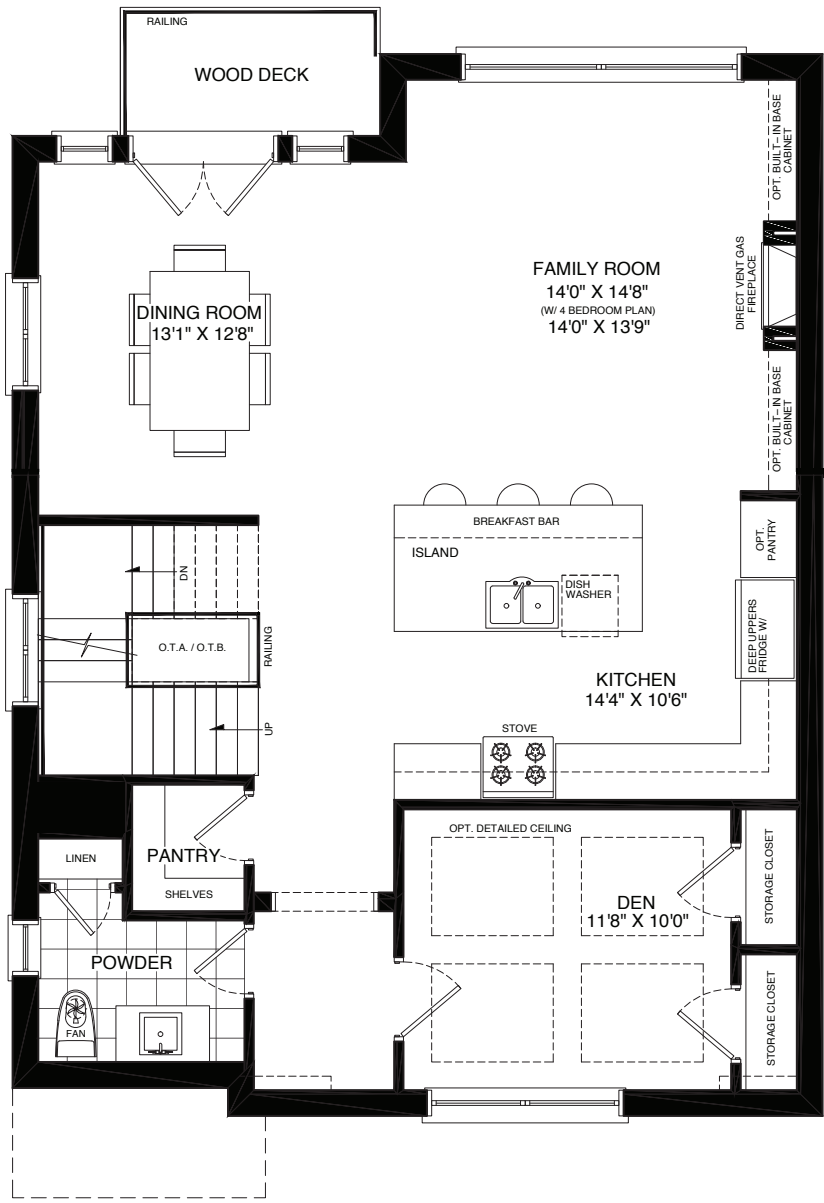 RAILING
WOOD DECK
OPT. BUILT-IN BASE
CABINET
FAMILY ROOM
14'0" X 14'8"
(W/ 4 BEDROOM PLAN)
14'0" X 13'9"
DIRECT VENT GAS
FIREPLACE
DINING ROOM
13'1" X 12'8"
OPT. BUILT-IN BASE
CABINET
BREAKFAST BAR
ISLAND
OPT.
PANTRY
DISH
WASHER
DN
O.T.A. / O.T.B.
RAILING
DEEP UPPERS
FRIDGE W/
KITCHEN
14'4" X 10'6"
UP
STOVE
OPT. DETAILED CEILING
PANTRY
LINEN
SHELVES
DEN
11'8" X 10'0"
STORAGE CLOSET
POWDER
FAN
STORAGE CLOSET